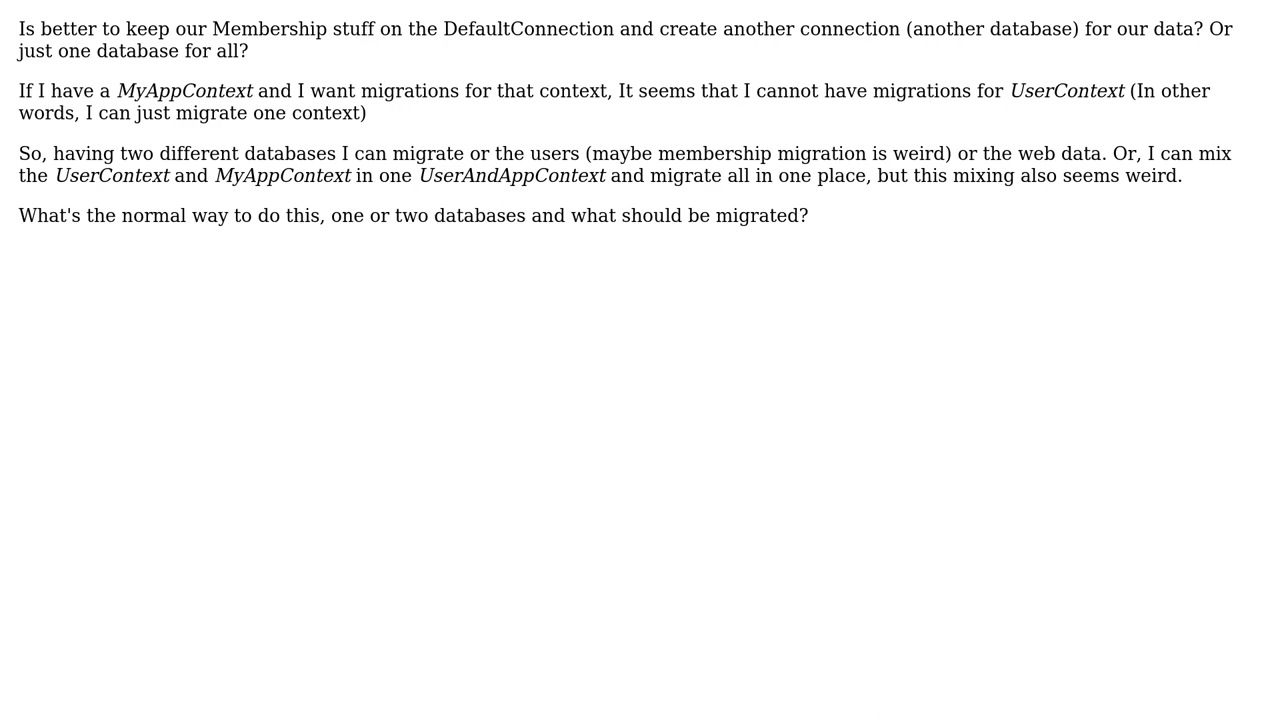 Is better to keep our Membership stuff on the DefaultConnection and create another connection (another database) for our data? Or
just one database for all?
If I have a MyAppContext and I want migrations for that context, It seems that I cannot have migrations for UserContext (In other
words, I can just migrate one context)
So, having two different databases I can migrate or the users (maybe membership migration is weird) or the web data. Or, I can mix
the UserContext and MyAppContext in one UserAndAppContext and migrate all in one place, but this mixing also seems weird.
What's the normal way to do this, one or two databases and what should be migrated?